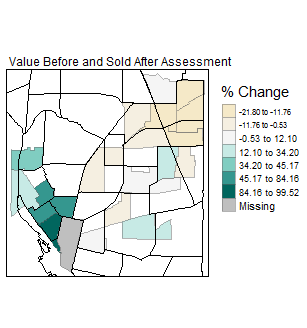 Value Before and Sold After Assessment
% Change
-21.80 to -11.76
-11.76 to -0.53
-0.53 to 12.10
12.10 to 34.20
34.20 to 45.17
45.17 to 84.16
84.16 to 99.52
Missing